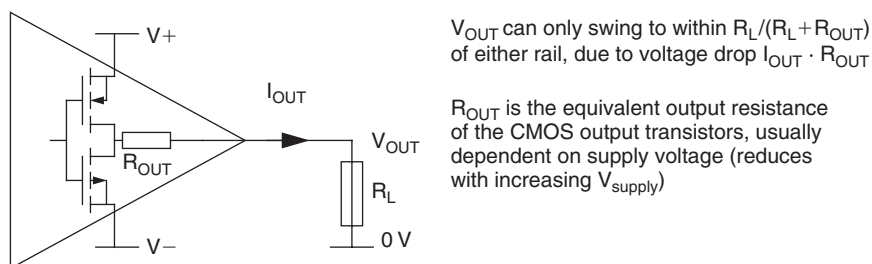 V+
I_OUT
R_OUT
V_OUT
R_L
V−
0 V
V_OUT can only swing to within R_L/(R_L+R_OUT)
of either rail, due to voltage drop I_OUT · R_OUT
R_OUT is the equivalent output resistance
of the CMOS output transistors, usually
dependent on supply voltage (reduces
with increasing V_supply)